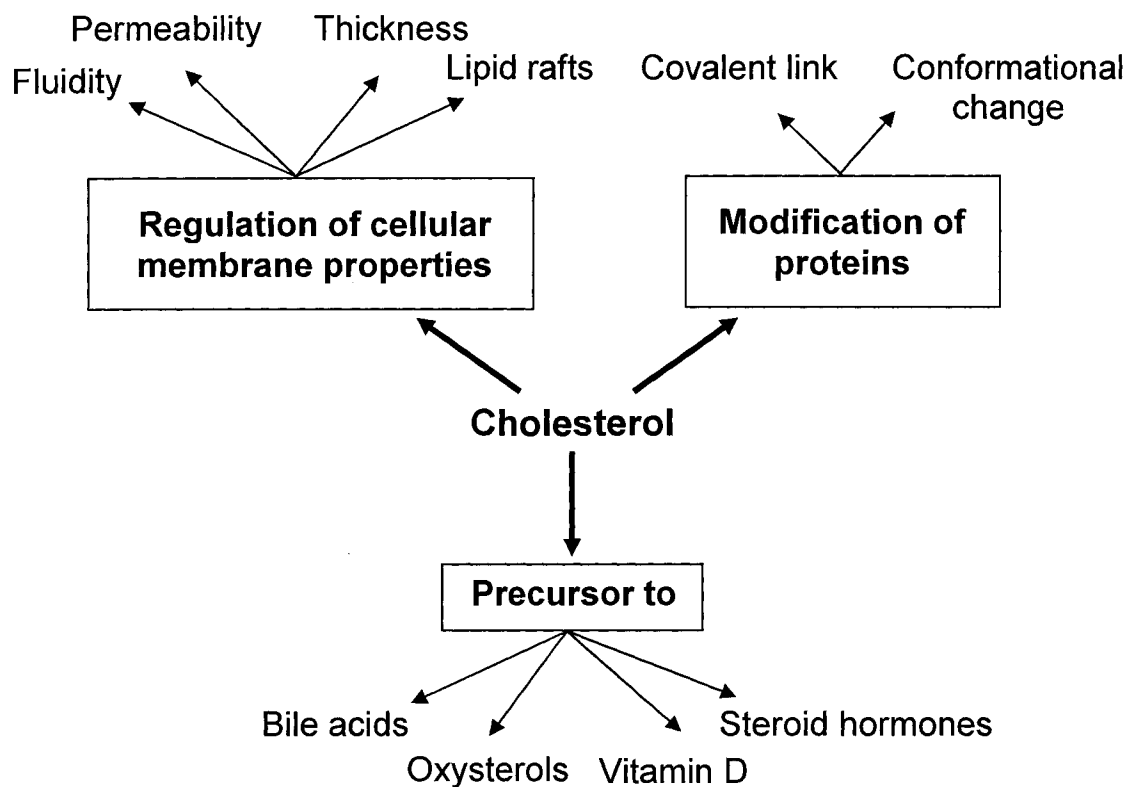 Permeability
Thickness
Fluidity
Lipid rafts
Covalent link
Conformational
change
Regulation of cellular
membrane properties
Modification of
proteins
Cholesterol
Precursor to
Bile acids
Steroid hormones
Oxysterols
Vitamin D